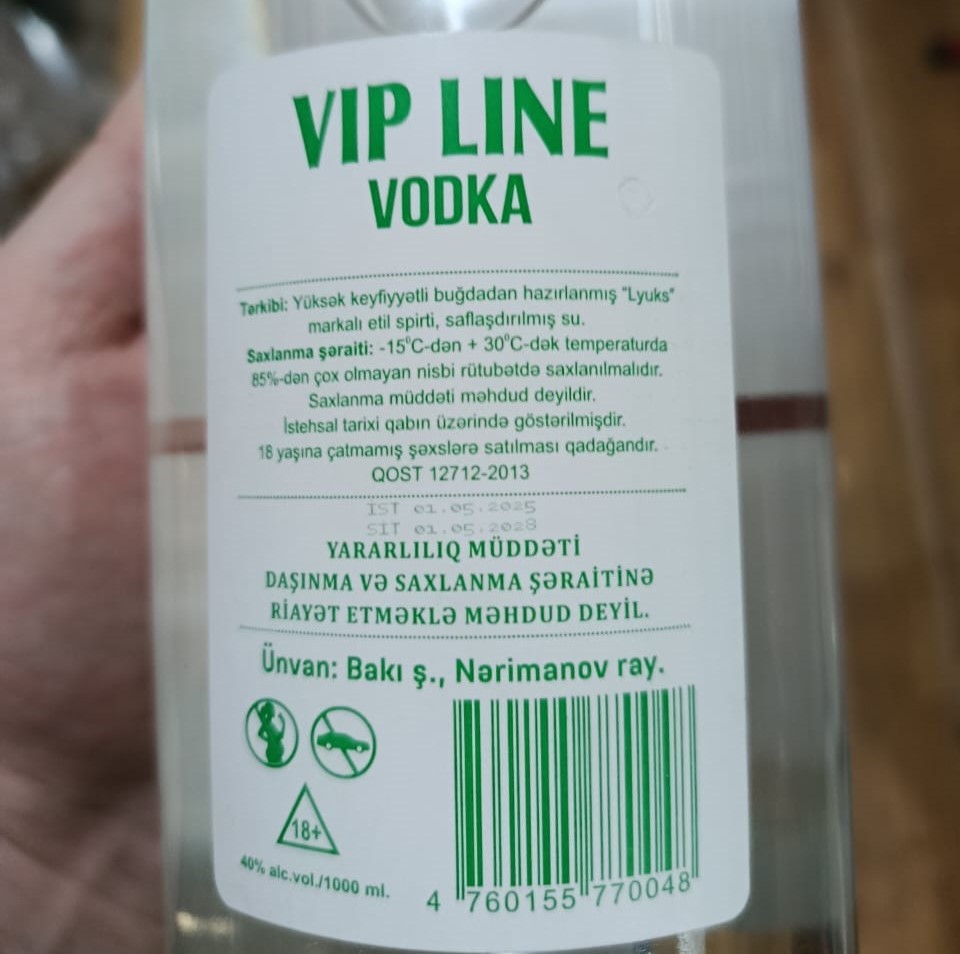 VIP LINE
VODKA
Tərkibi: Yüksək keyfiyyətli buğdadan hazırlanmış "Lyuks"
markalı etil spirti, saflaşdırılmış su.
Saxlanma şəraiti: -15°C-dən + 30°C-dək temperaturda
85%-dən çox olmayan nisbi rütubətdə saxlanılmalıdır.
Saxlanma müddəti məhdud deyildir.
İstehsal tarixi qabın üzərində göstərilmişdir.
18 yaşına çatmamış şəxslərə satılması qadağandır.
QOST 12712-2013
IST 01.05.2025
SIT 01.05.2028
YARARLILIQ MÜDDƏTİ
DAŞINMA VƏ SAXLANMA ŞƏRAİTİNƏ
RİAYƏT ETMƏKLƏ MƏHDUD DEYİL.
Ünvan: Bakı ş., Nərimanov ray.
18+
40% alc.vol./1000 ml.
4 760155 770048